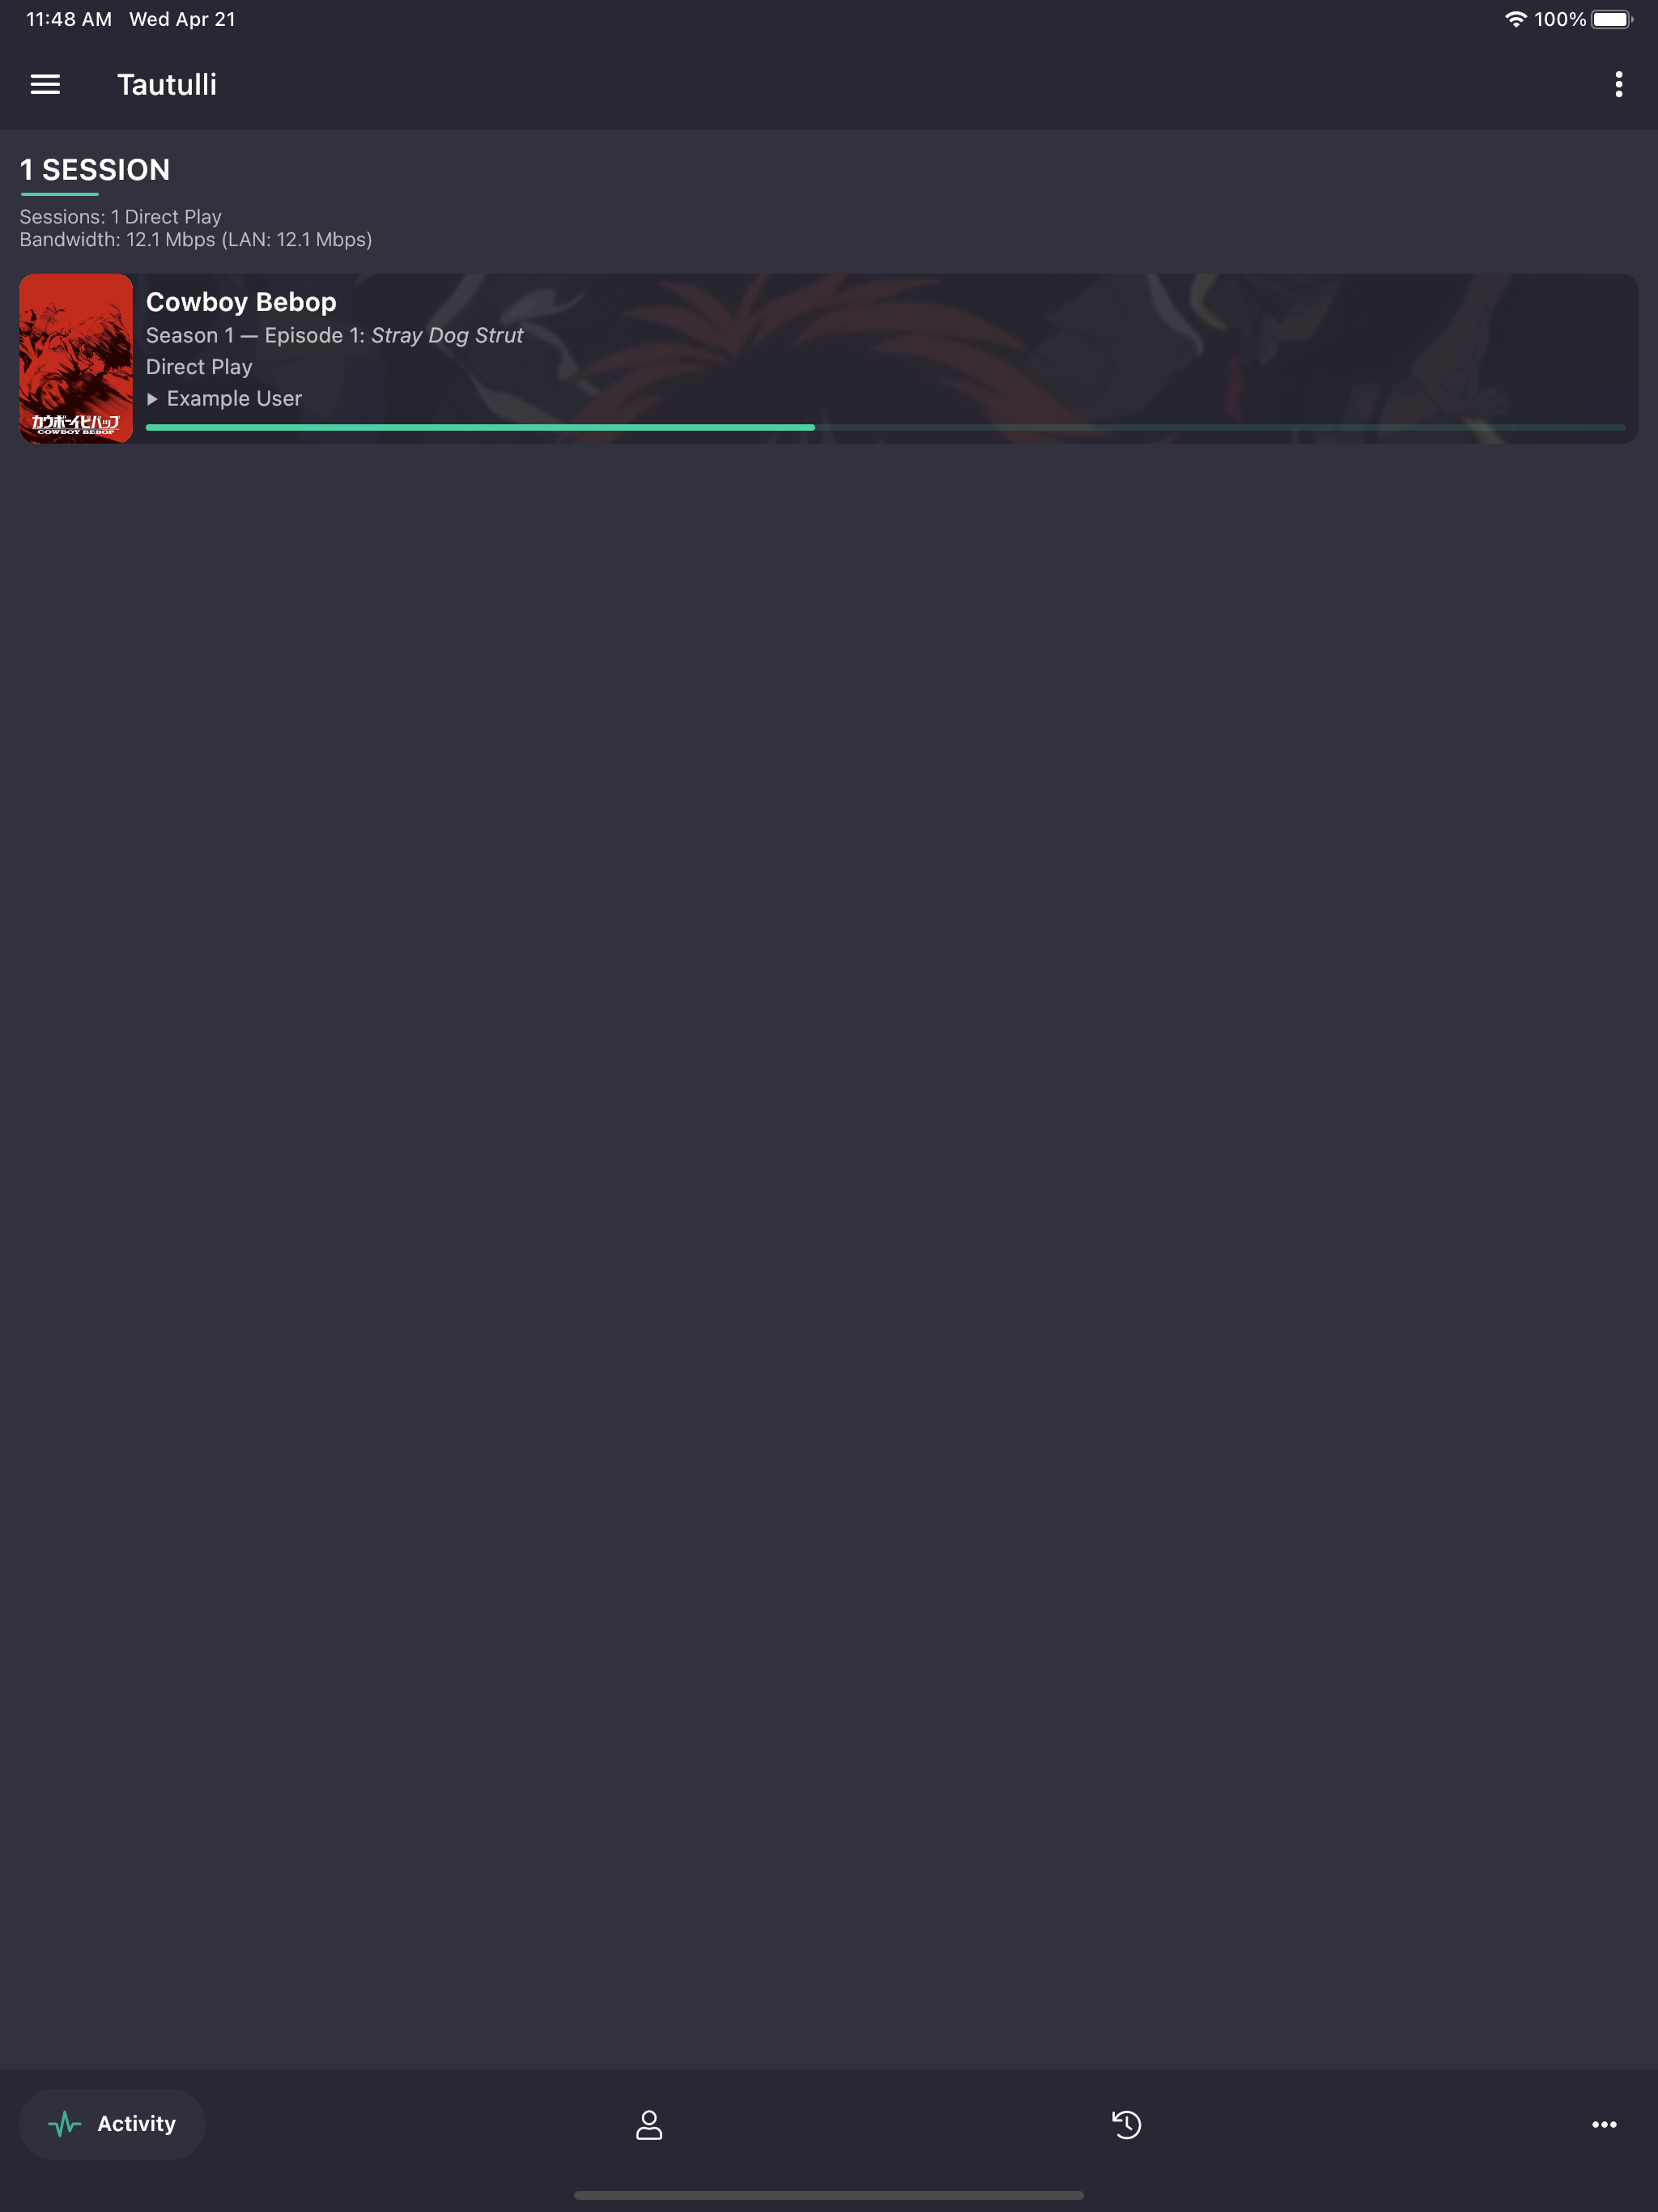 11:48 AM Wed Apr 21
100%
Tautulli
1 SESSION
Sessions: 1 Direct Play
Bandwidth: 12.1 Mbps (LAN: 12.1 Mbps)
Cowboy Bebop
Season 1 — Episode 1: Stray Dog Strut
Direct Play
Example User
カウボーイビバップ
COWBOY BEBOP
Activity